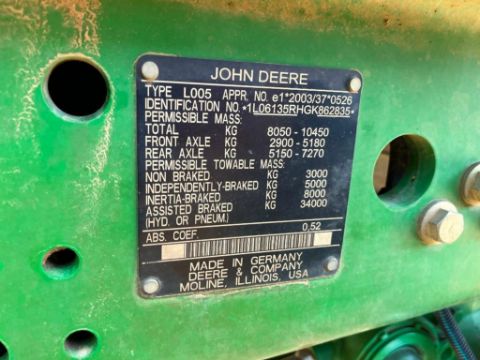 JOHN DEERE
TYPE L005 APPR. NO. e1*2003/37*0526
IDENTIFICATION NO.*1L06135RHGK862835*
PERMISSIBLE MASS:
TOTAL KG 8050 - 10450
FRONT AXLE KG 2900 - 5180
REAR AXLE KG 5150 - 7270
PERMISSIBLE TOWABLE MASS:
NON BRAKED KG 3000
INDEPENDENTLY-BRAKED KG 5000
INERTIA-BRAKED KG 8000
ASSISTED BRAKED KG 34000
(HYD. OR PNEUM.)
ABS. COEF. 0.52
MADE IN GERMANY
DEERE & COMPANY
MOLINE, ILLINOIS, USA